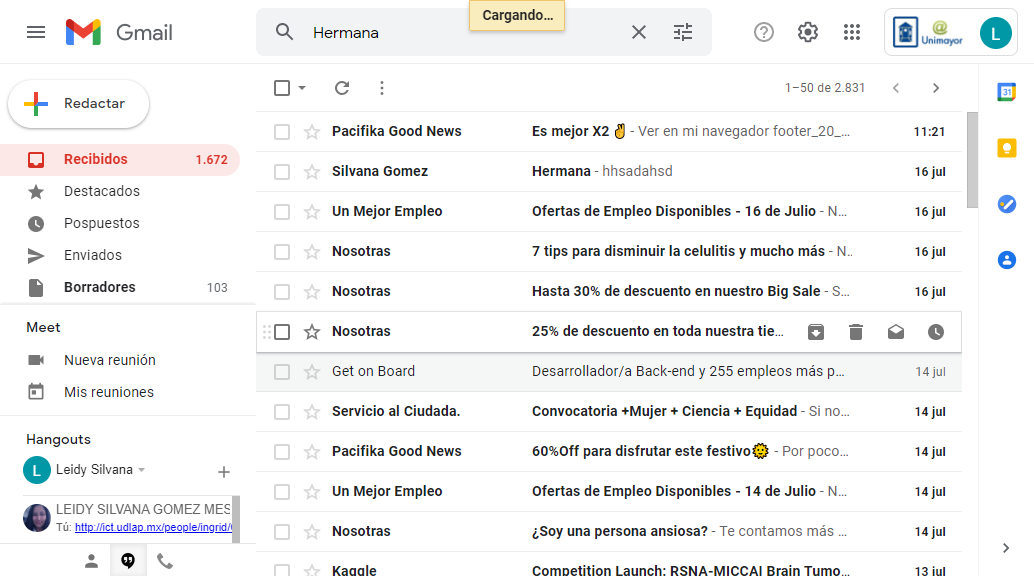 Cargando…
Gmail
Hermana
@
Unimayor
L
Redactar
1–50 de 2.831
Recibidos 1.672
Destacados
Pospuestos
Enviados
Borradores 103
Meet
Nueva reunión
Mis reuniones
Hangouts
L Leidy Silvana
LEIDY SILVANA GOMEZ MES
Tú: http://ict.udlap.mx/people/ingrid/
Pacifika Good News Es mejor X2 ✌ - Ver en mi navegador footer_20_… 11:21
Silvana Gomez Hermana - hhsadahsd 16 jul
Un Mejor Empleo Ofertas de Empleo Disponibles - 16 de Julio - N… 16 jul
Nosotras 7 tips para disminuir la celulitis y mucho más - N.. 16 jul
Nosotras Hasta 30% de descuento en nuestro Big Sale - S… 16 jul
Nosotras 25% de descuento en toda nuestra tie…
Get on Board Desarrollador/a Back-end y 255 empleos más p… 14 jul
Servicio al Ciudada. Convocatoria +Mujer + Ciencia + Equidad - Si no… 14 jul
Pacifika Good News 60%Off para disfrutar este festivo🌞 - Por poco… 14 jul
Un Mejor Empleo Ofertas de Empleo Disponibles - 14 de Julio - N… 14 jul
Nosotras ¿Soy una persona ansiosa? - Te contamos más … 14 jul
Kaggle Competition Launch: RSNA-MICCAI Brain Tumo… 13 jul
31